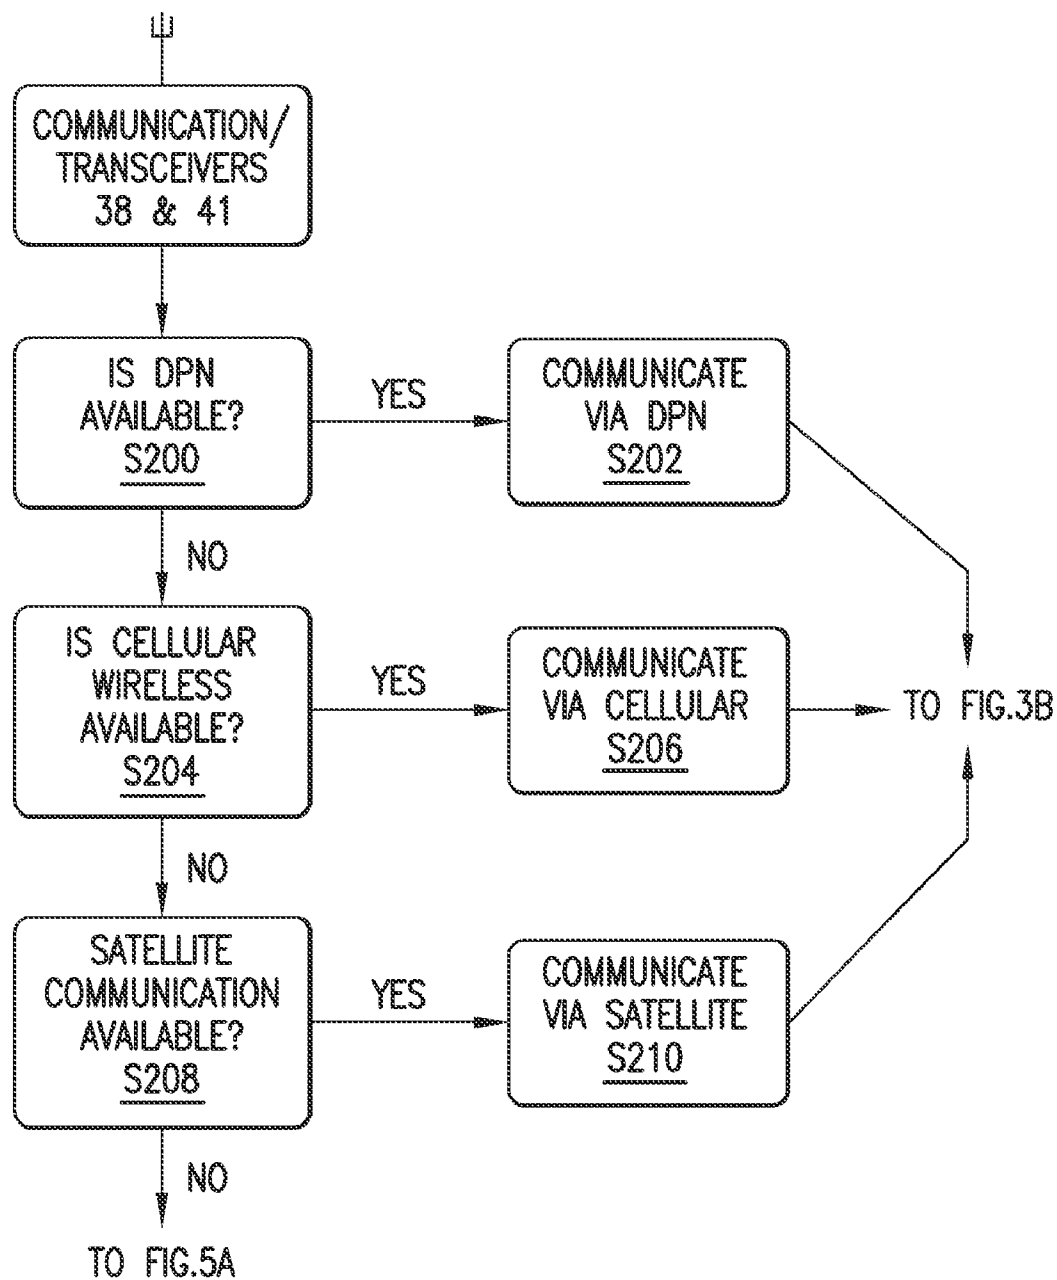 COMMUNICATION/
TRANSCEIVERS
38 & 41
IS DPN
AVAILABLE?
S200
YES
COMMUNICATE
VIA DPN
S202
NO
IS CELLULAR
WIRELESS
AVAILABLE?
S204
YES
COMMUNICATE
VIA CELLULAR
S206
TO FIG.3B
NO
SATELLITE
COMMUNICATION
AVAILABLE?
S208
YES
COMMUNICATE
VIA SATELLITE
S210
NO
TO FIG.5A